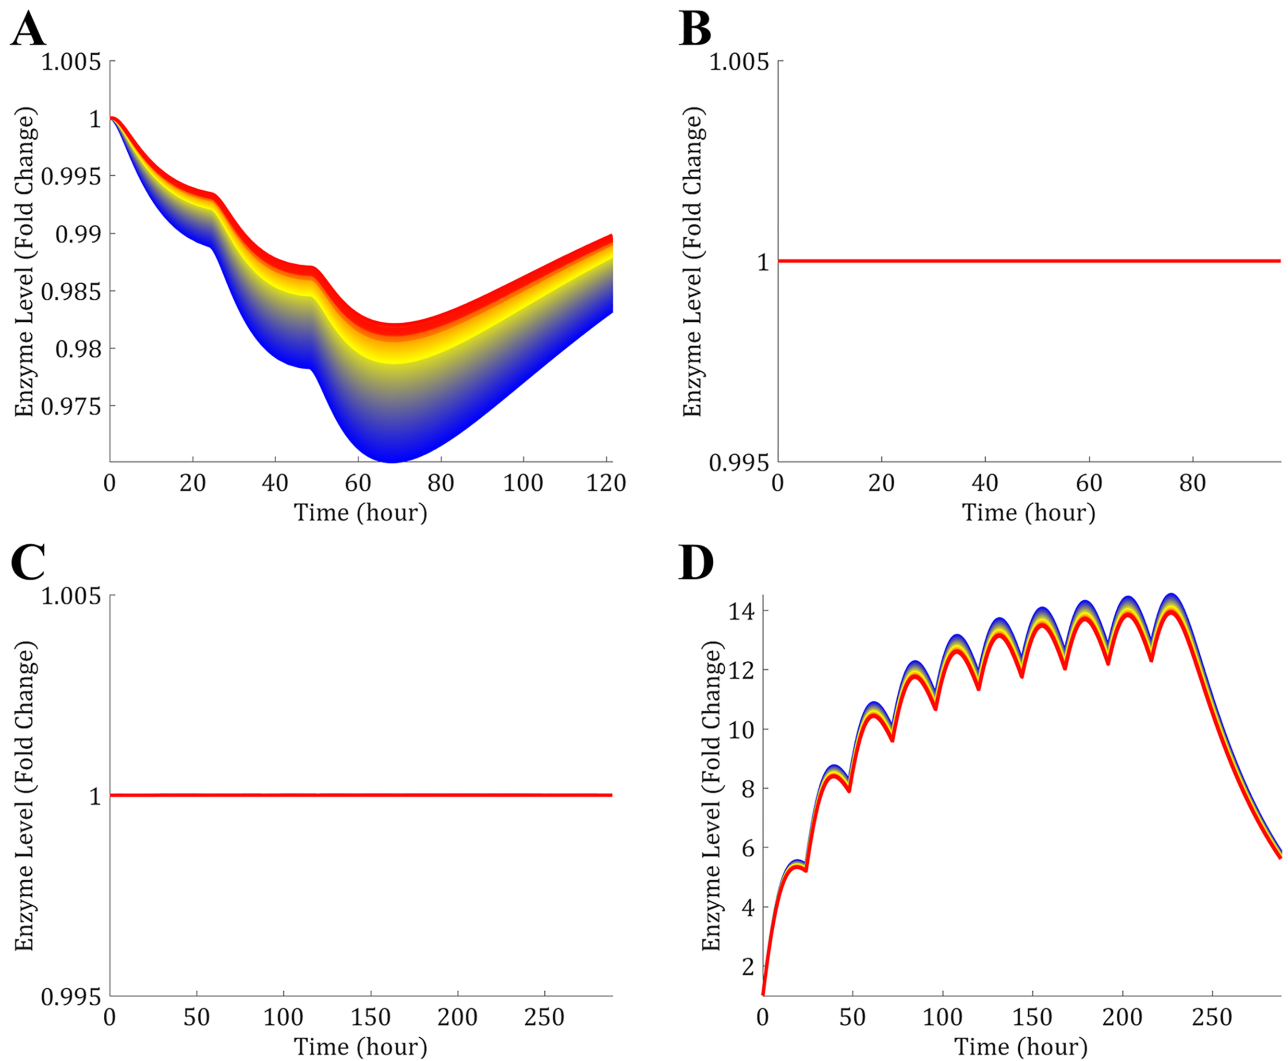 A
1.005
1
0.995
0.99
0.985
0.98
0.975
Enzyme Level (Fold Change)
0 20 40 60 80 100 120
Time (hour)
B
1.005
1
0.995
Enzyme Level (Fold Change)
0 20 40 60 80
Time (hour)
C
1.005
1
0.995
Enzyme Level (Fold Change)
0 50 100 150 200 250
Time (hour)
D
14
12
10
8
6
4
2
Enzyme Level (Fold Change)
0 50 100 150 200 250
Time (hour)